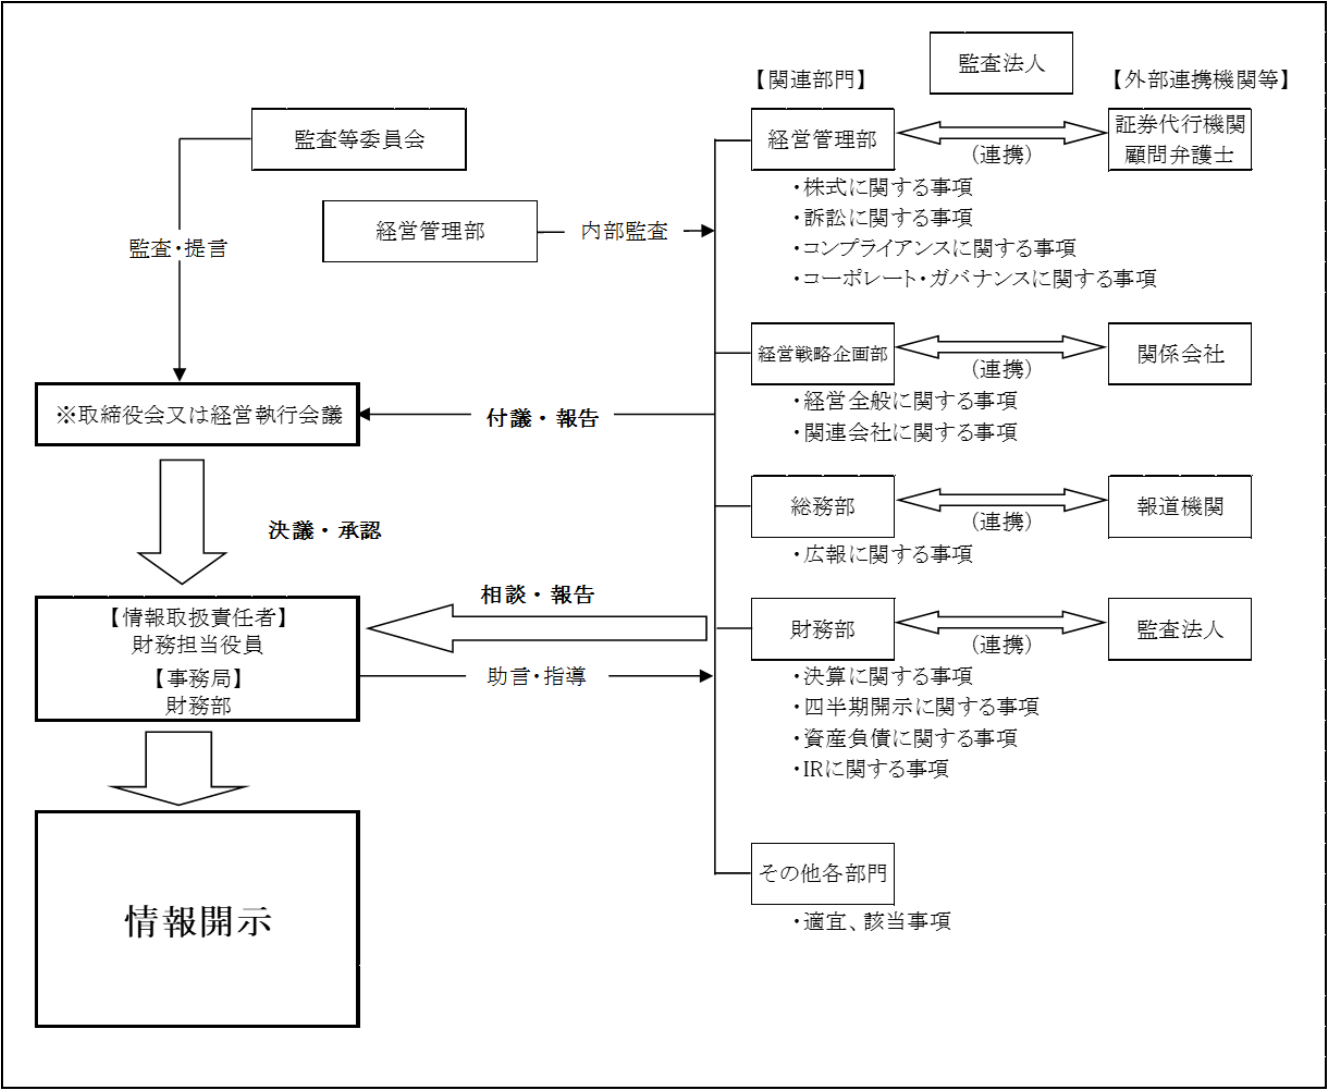 監査法人
【関連部門】
【外部連携機関等】
監査等委員会
経営管理部
(連携)
証券代行機関
顧問弁護士
・株式に関する事項
・訴訟に関する事項
・コンプライアンスに関する事項
・コーポレート・ガバナンスに関する事項
経営管理部
内部監査
監査・提言
経営戦略企画部
(連携)
関係会社
・経営全般に関する事項
・関連会社に関する事項
※取締役会又は経営執行会議
付議・報告
総務部
(連携)
報道機関
・広報に関する事項
決議・承認
相談・報告
【情報取扱責任者】
財務担当役員
【事務局】
財務部
助言・指導
財務部
(連携)
監査法人
・決算に関する事項
・四半期開示に関する事項
・資産負債に関する事項
・IRに関する事項
その他各部門
・適宜、該当事項
情報開示